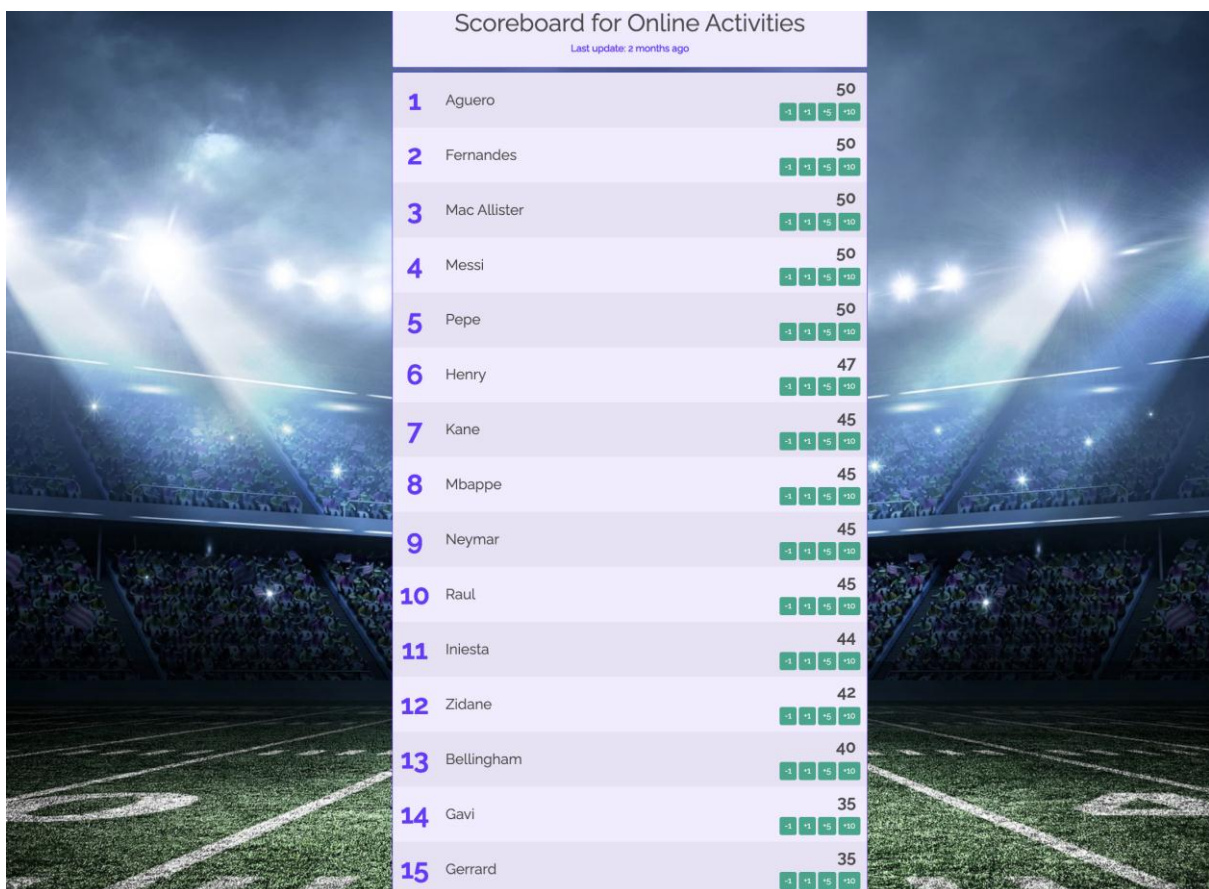 Scoreboard for Online Activities
Last update: 2 months ago
1 Aguero 50
-1 +1 +5 +10
2 Fernandes 50
-1 +1 +5 +10
3 Mac Allister 50
-1 +1 +5 +10
4 Messi 50
-1 +1 +5 +10
5 Pepe 50
-1 +1 +5 +10
6 Henry 47
-1 +1 +5 +10
7 Kane 45
-1 +1 +5 +10
8 Mbappe 45
-1 +1 +5 +10
9 Neymar 45
-1 +1 +5 +10
10 Raul 45
-1 +1 +5 +10
11 Iniesta 44
-1 +1 +5 +10
12 Zidane 42
-1 +1 +5 +10
13 Bellingham 40
-1 +1 +5 +10
14 Gavi 35
-1 +1 +5 +10
15 Gerrard 35
-1 +1 +5 +10